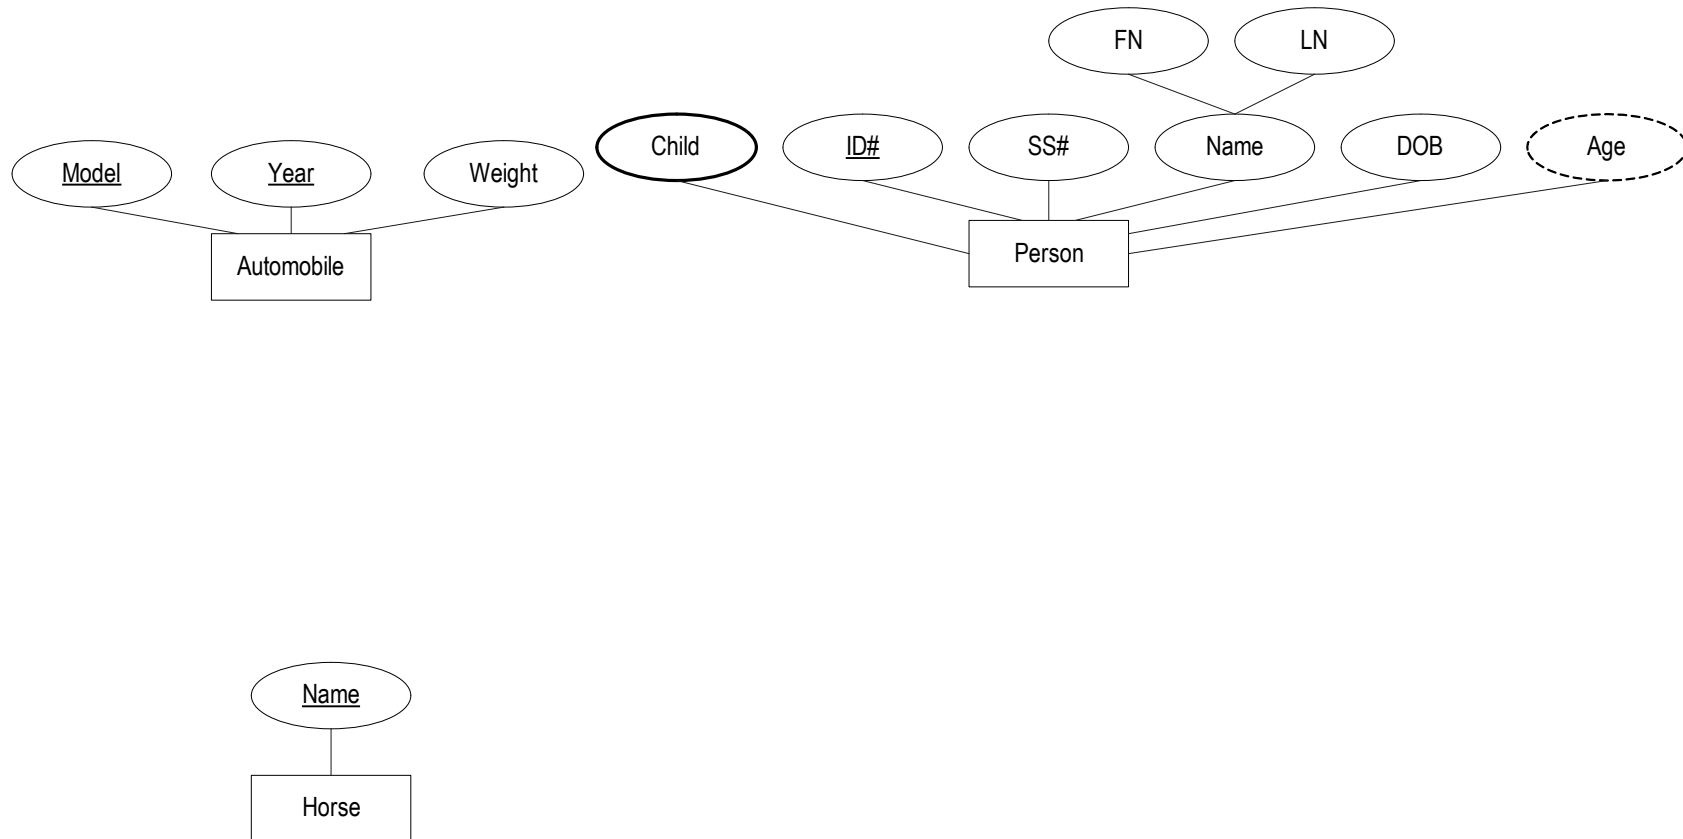 FN
LN
Child
ID#
SS#
Name
DOB
Age
Model
Year
Weight
Person
Automobile
Name
Horse